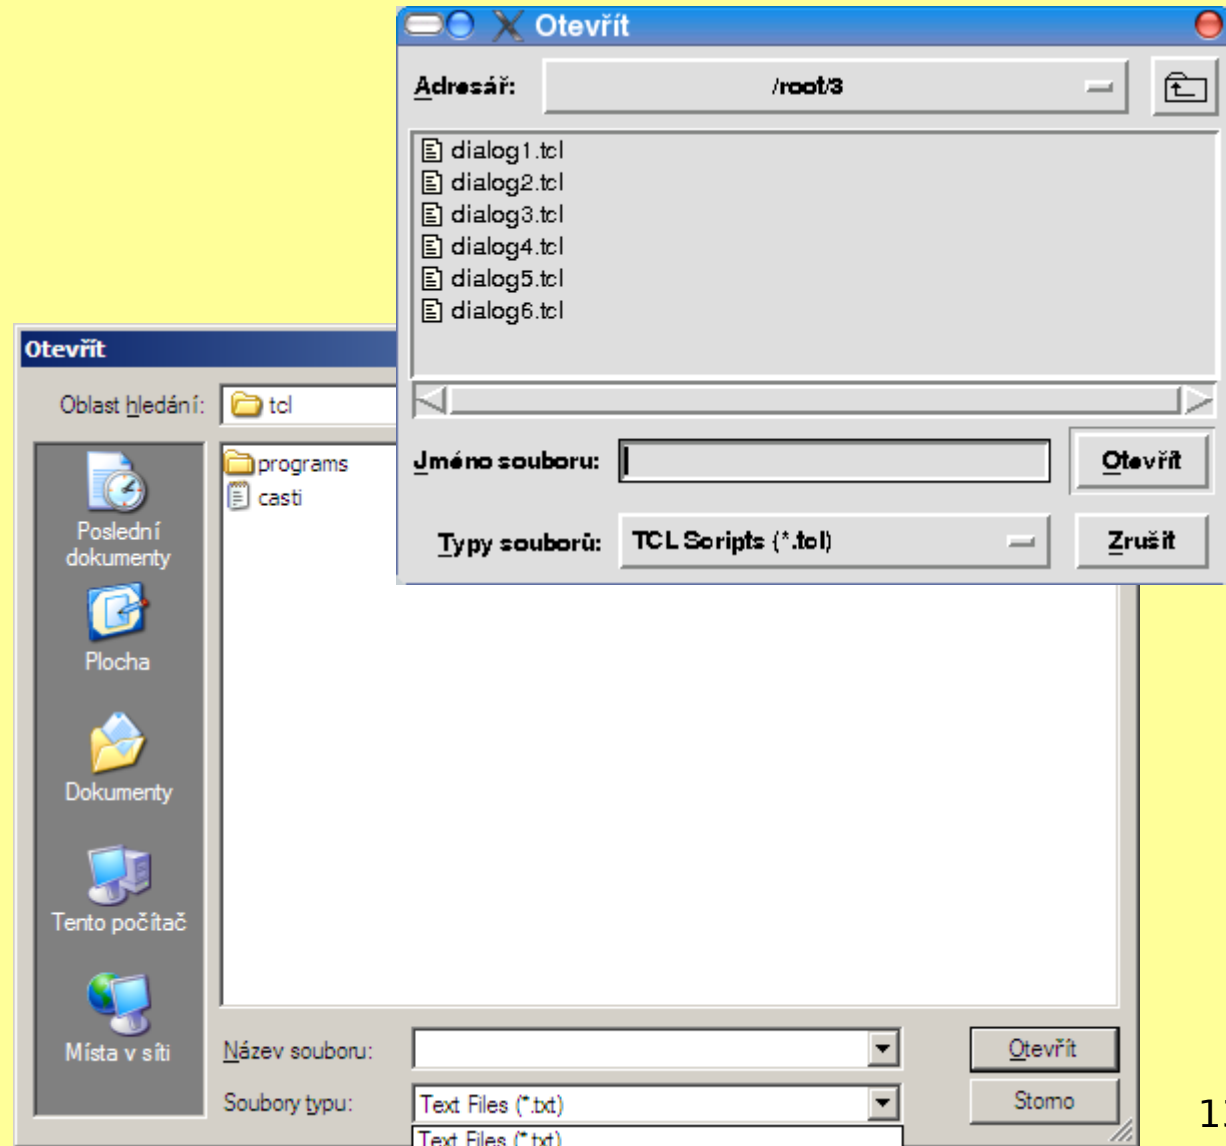 Otevřít
Adresář: /root/3
dialog1.tcl
dialog2.tcl
dialog3.tcl
dialog4.tcl
dialog5.tcl
dialog6.tcl
Jméno souboru: Otevřít
Typy souborů: TCL Scripts (*.tcl) Zrušit
Otevřít
Oblast hledání: tcl
programs
casti
Poslední
dokumenty
Plocha
Dokumenty
Tento počítač
Místa v síti
Název souboru: Otevřít
Soubory typu: Text Files (*.txt) Storno
Text Files (*.txt)